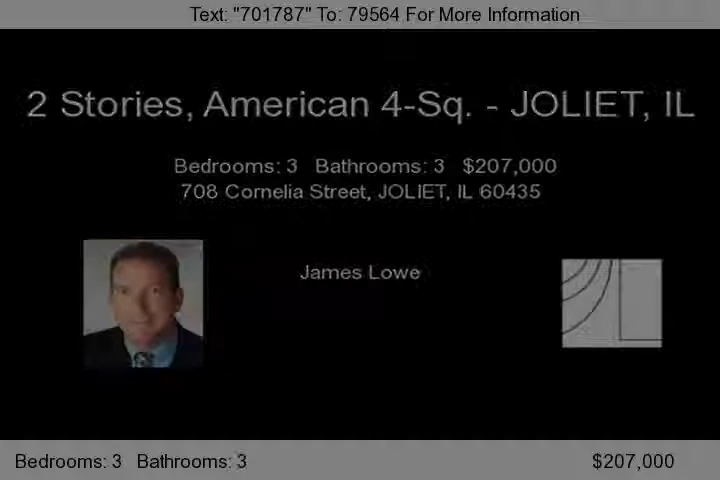 Text: "701787" To: 79564 For More Information
2 Stories, American 4-Sq. - JOLIET, IL
Bedrooms: 3 Bathrooms: 3 $207,000
708 Cornelia Street, JOLIET, IL 60435
James Lowe
Bedrooms: 3 Bathrooms: 3 $207,000